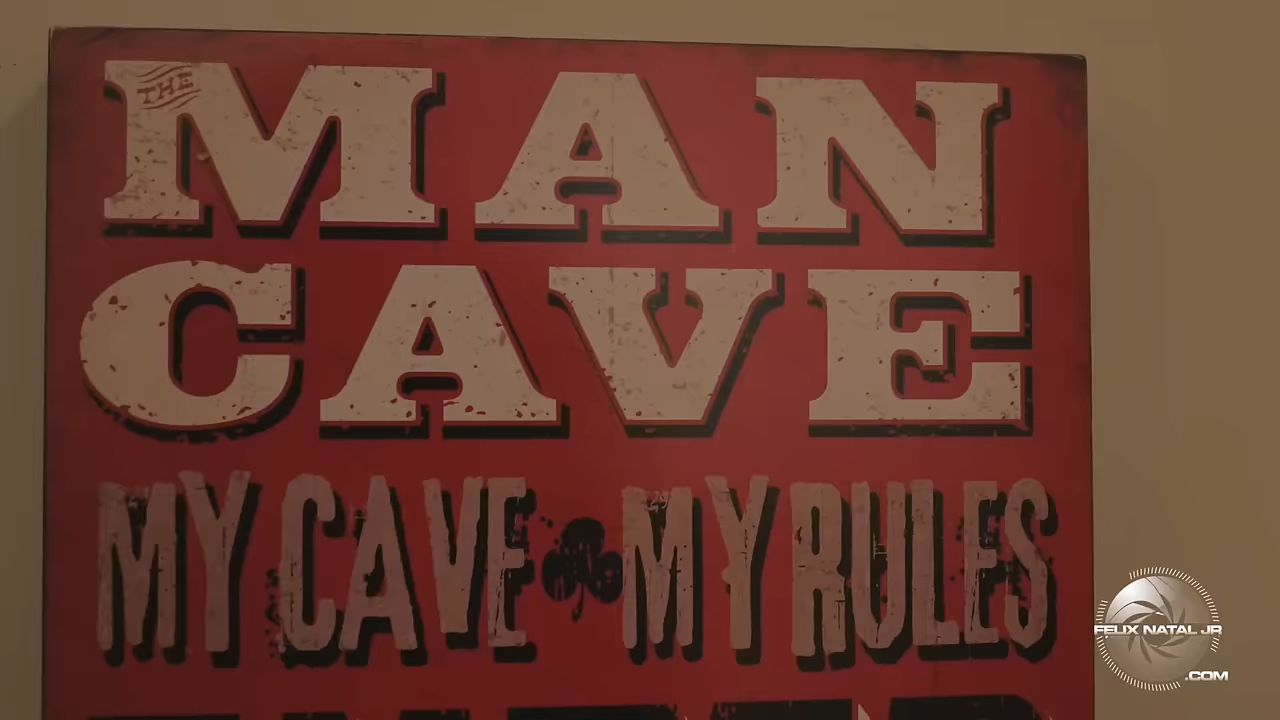 THE
MAN
CAVE
MY CAVE MY RULES
FELIX NATAL JR
.COM